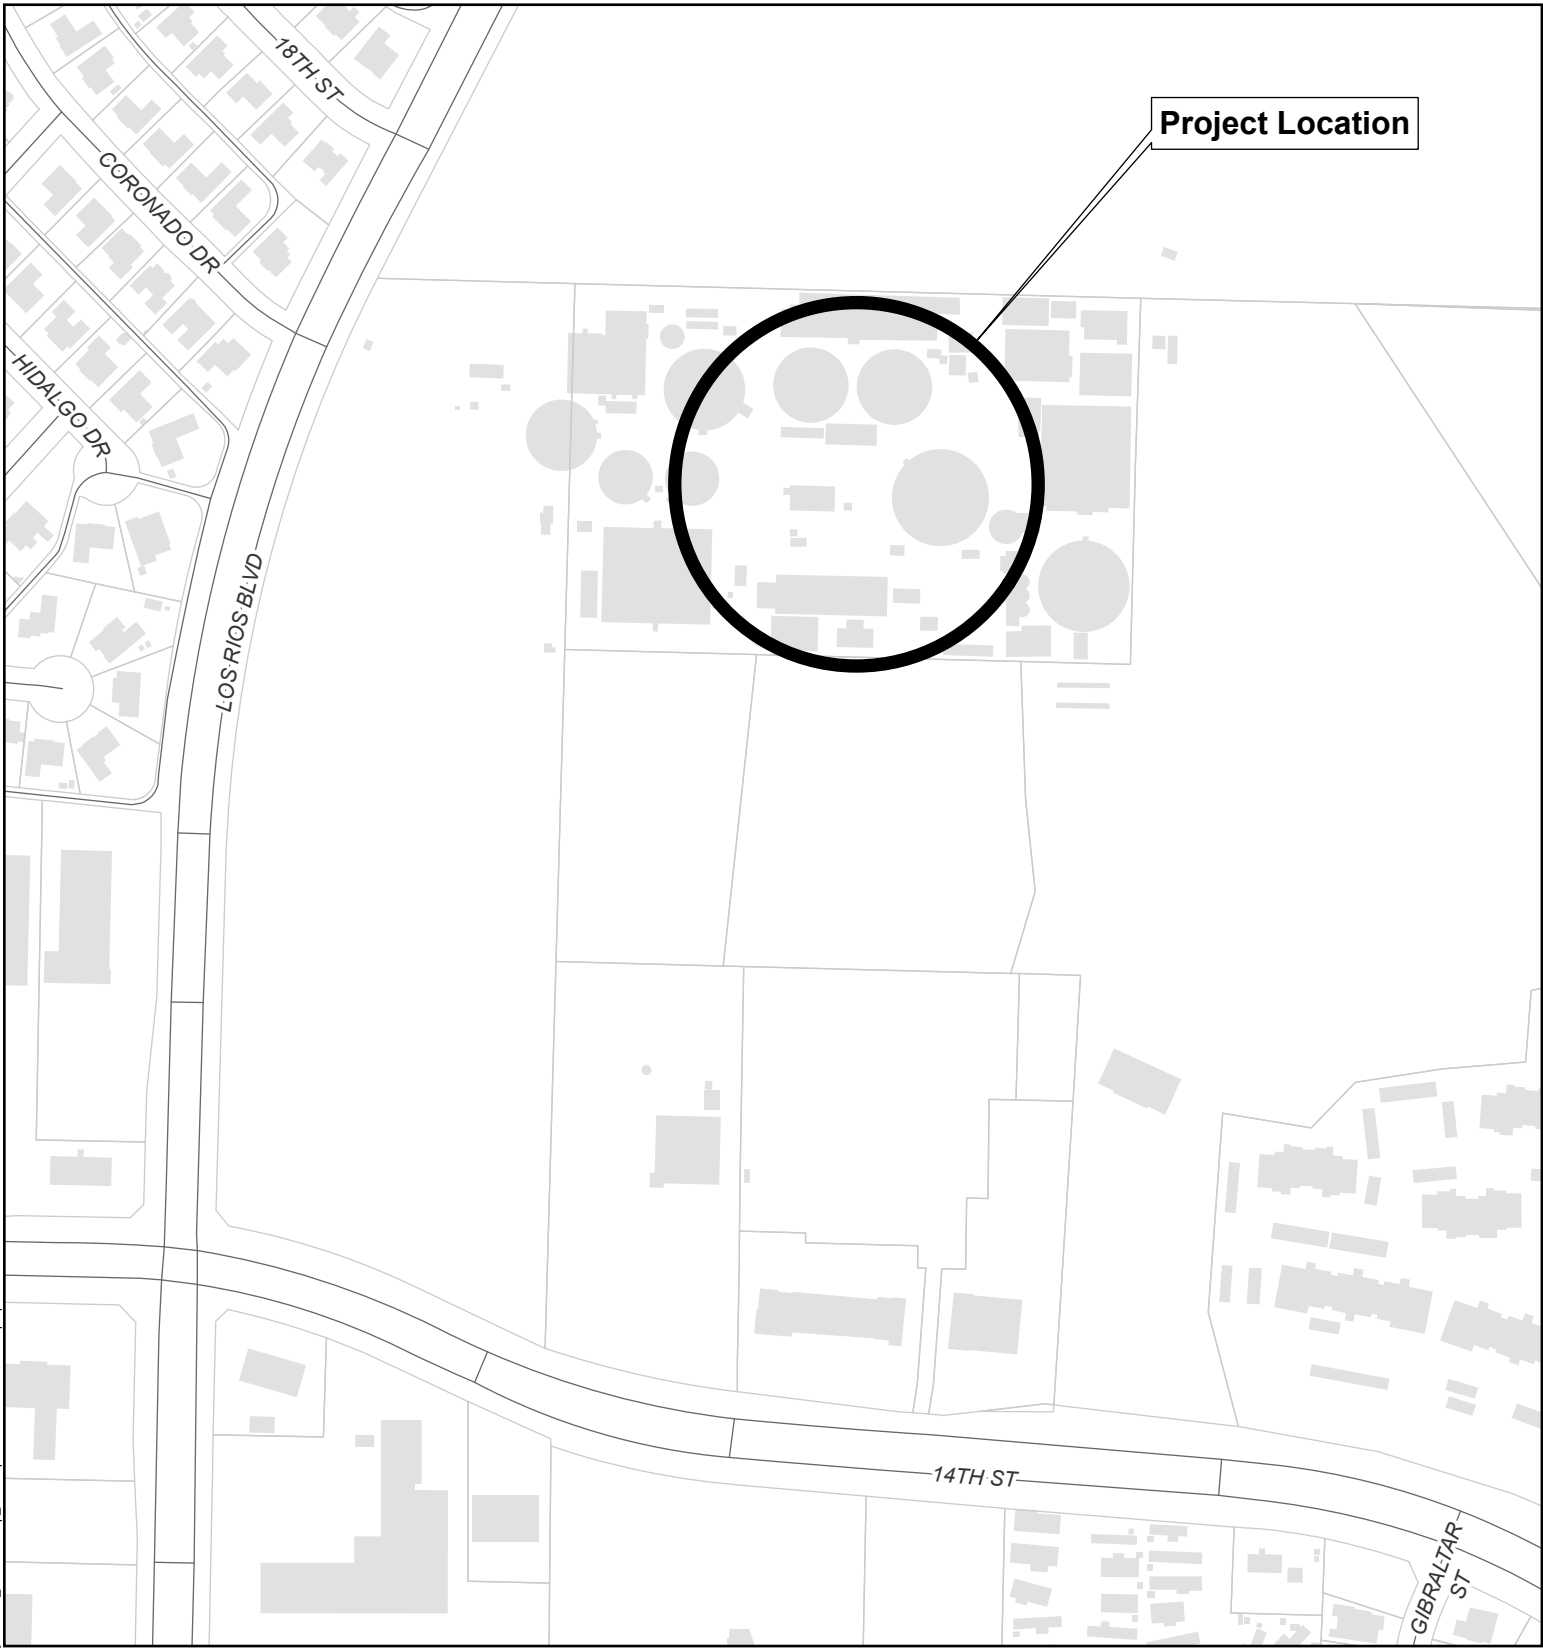 18TH ST
Project Location
CORONADO DR
HIDALGO DR
LOS RIOS BLVD
14TH ST
GIBRALTAR
ST